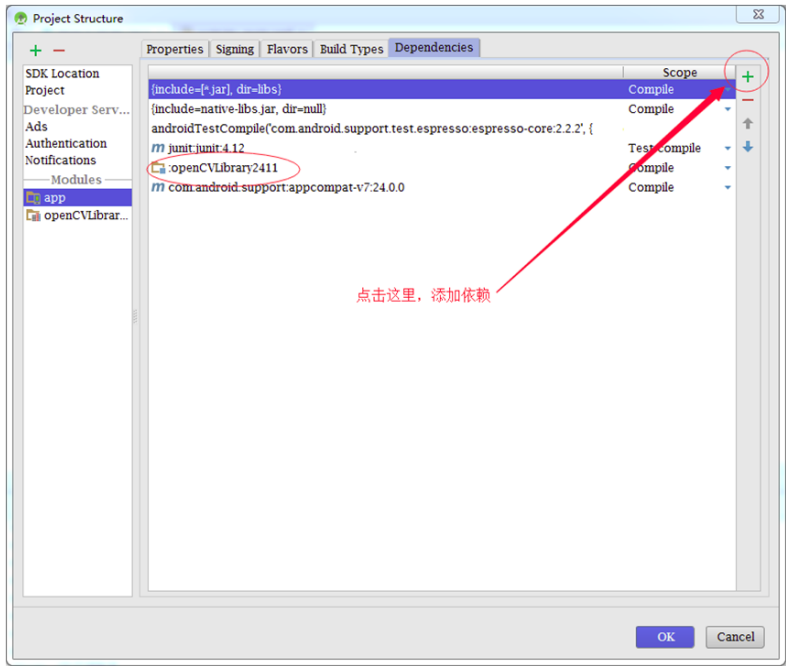 Project Structure
Properties Signing Flavors Build Types Dependencies
SDK Location
Project
Developer Serv...
Ads
Authentication
Notifications
Modules
app
openCVLibrar...
Scope
{include=[*.jar], dir=libs} Compile
{include=native-libs.jar, dir=null} Compile
androidTestCompile('com.android.support.test.espresso:espresso-core:2.2.2', {
m junit:junit:4.12 Test compile
:openCVLibrary2411 Compile
m com.android.support:appcompat-v7:24.0.0 Compile
点击这里，添加依赖
OK Cancel